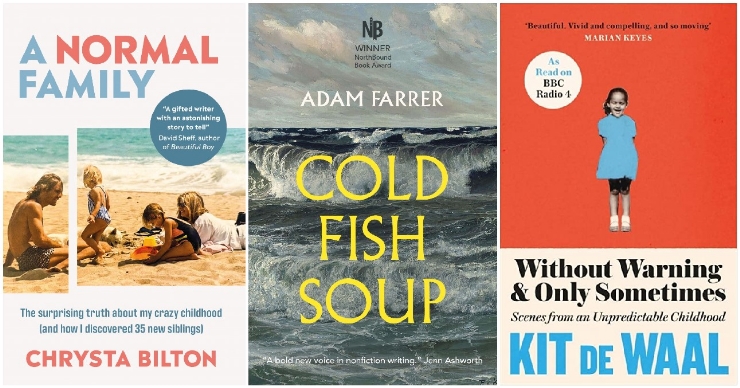 A NORMAL
FAMILY
"A gifted writer
with an astonishing
story to tell"
David Sheff, author
of Beautiful Boy
The surprising truth about my crazy childhood
(and how I discovered 35 new siblings)
CHRYSTA BILTON
NB
WINNER
NorthBound
Book Award
ADAM FARRER
COLD
FISH
SOUP
"A bold new voice in nonfiction writing." Jenn Ashworth
'Beautiful. Vivid and compelling, and so moving'
MARIAN KEYES
As
Read on
BBC
Radio 4
Without Warning
& Only Sometimes
Scenes from an Unpredictable Childhood
KIT DE WAAL